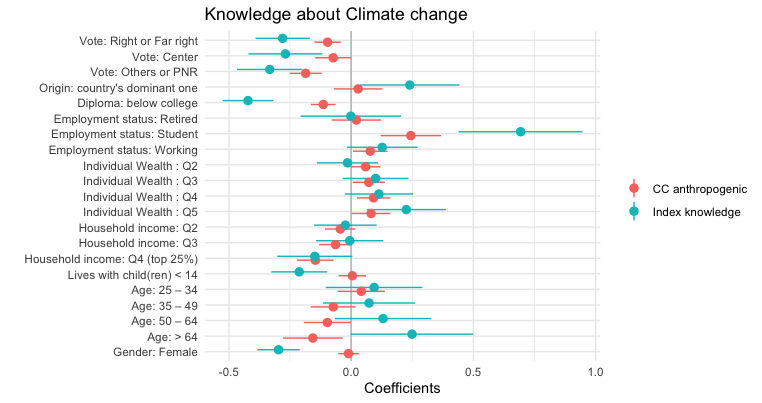 Knowledge about Climate change
Vote: Right or Far right
Vote: Center
Vote: Others or PNR
Origin: country's dominant one
Diploma: below college
Employment status: Retired
Employment status: Student
Employment status: Working
Individual Wealth : Q2
Individual Wealth : Q3
Individual Wealth : Q4
Individual Wealth : Q5
Household income: Q2
Household income: Q3
Household income: Q4 (top 25%)
Lives with child(ren) < 14
Age: 25 – 34
Age: 35 – 49
Age: 50 – 64
Age: > 64
Gender: Female
-0.5 0.0 0.5 1.0
Coefficients
CC anthropogenic
Index knowledge